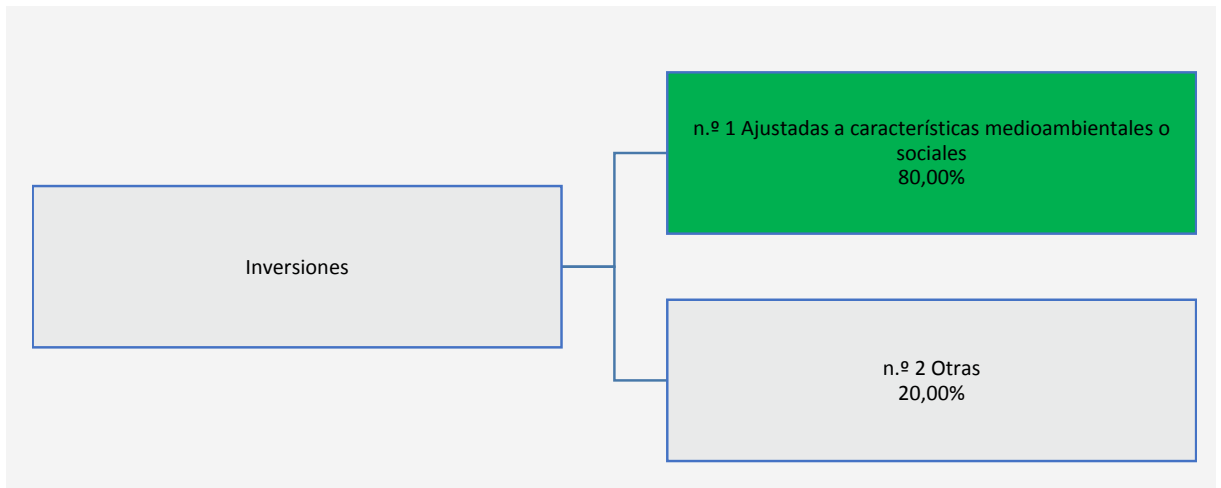 n.º 1 Ajustadas a características medioambientales o
sociales
80,00%
Inversiones
n.º 2 Otras
20,00%